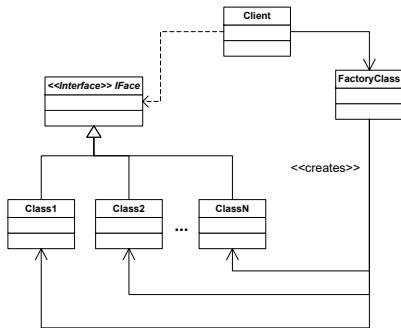 Client
<<Interface>> IFace
FactoryClass
<<creates>>
Class1
Class2
...
ClassN